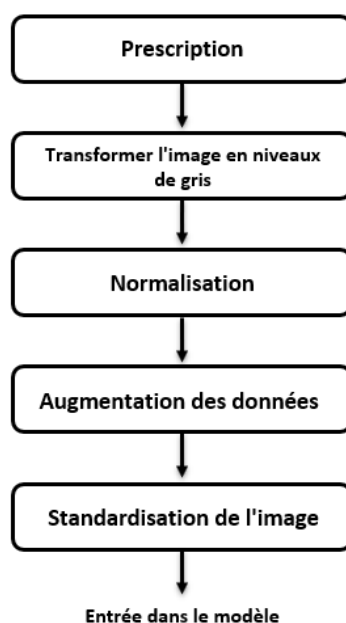 Prescription
Transformer l'image en niveaux
de gris
Normalisation
Augmentation des données
Standardisation de l'image
Entrée dans le modèle